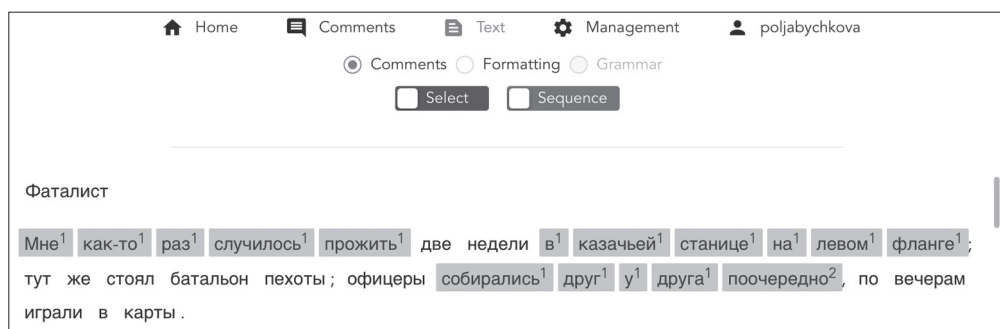 Home Comments Text Management poljabychkova
Comments Formatting Grammar
Select Sequence
Фаталист
Мне¹ как-то¹ раз¹ случилось¹ прожить¹ две недели в¹ казачьей¹ станице¹ на¹ левом¹ фланге¹;
тут же стоял батальон пехоты; офицеры собирались¹ друг¹ у¹ друга¹ поочередно², по вечерам
играли в карты.